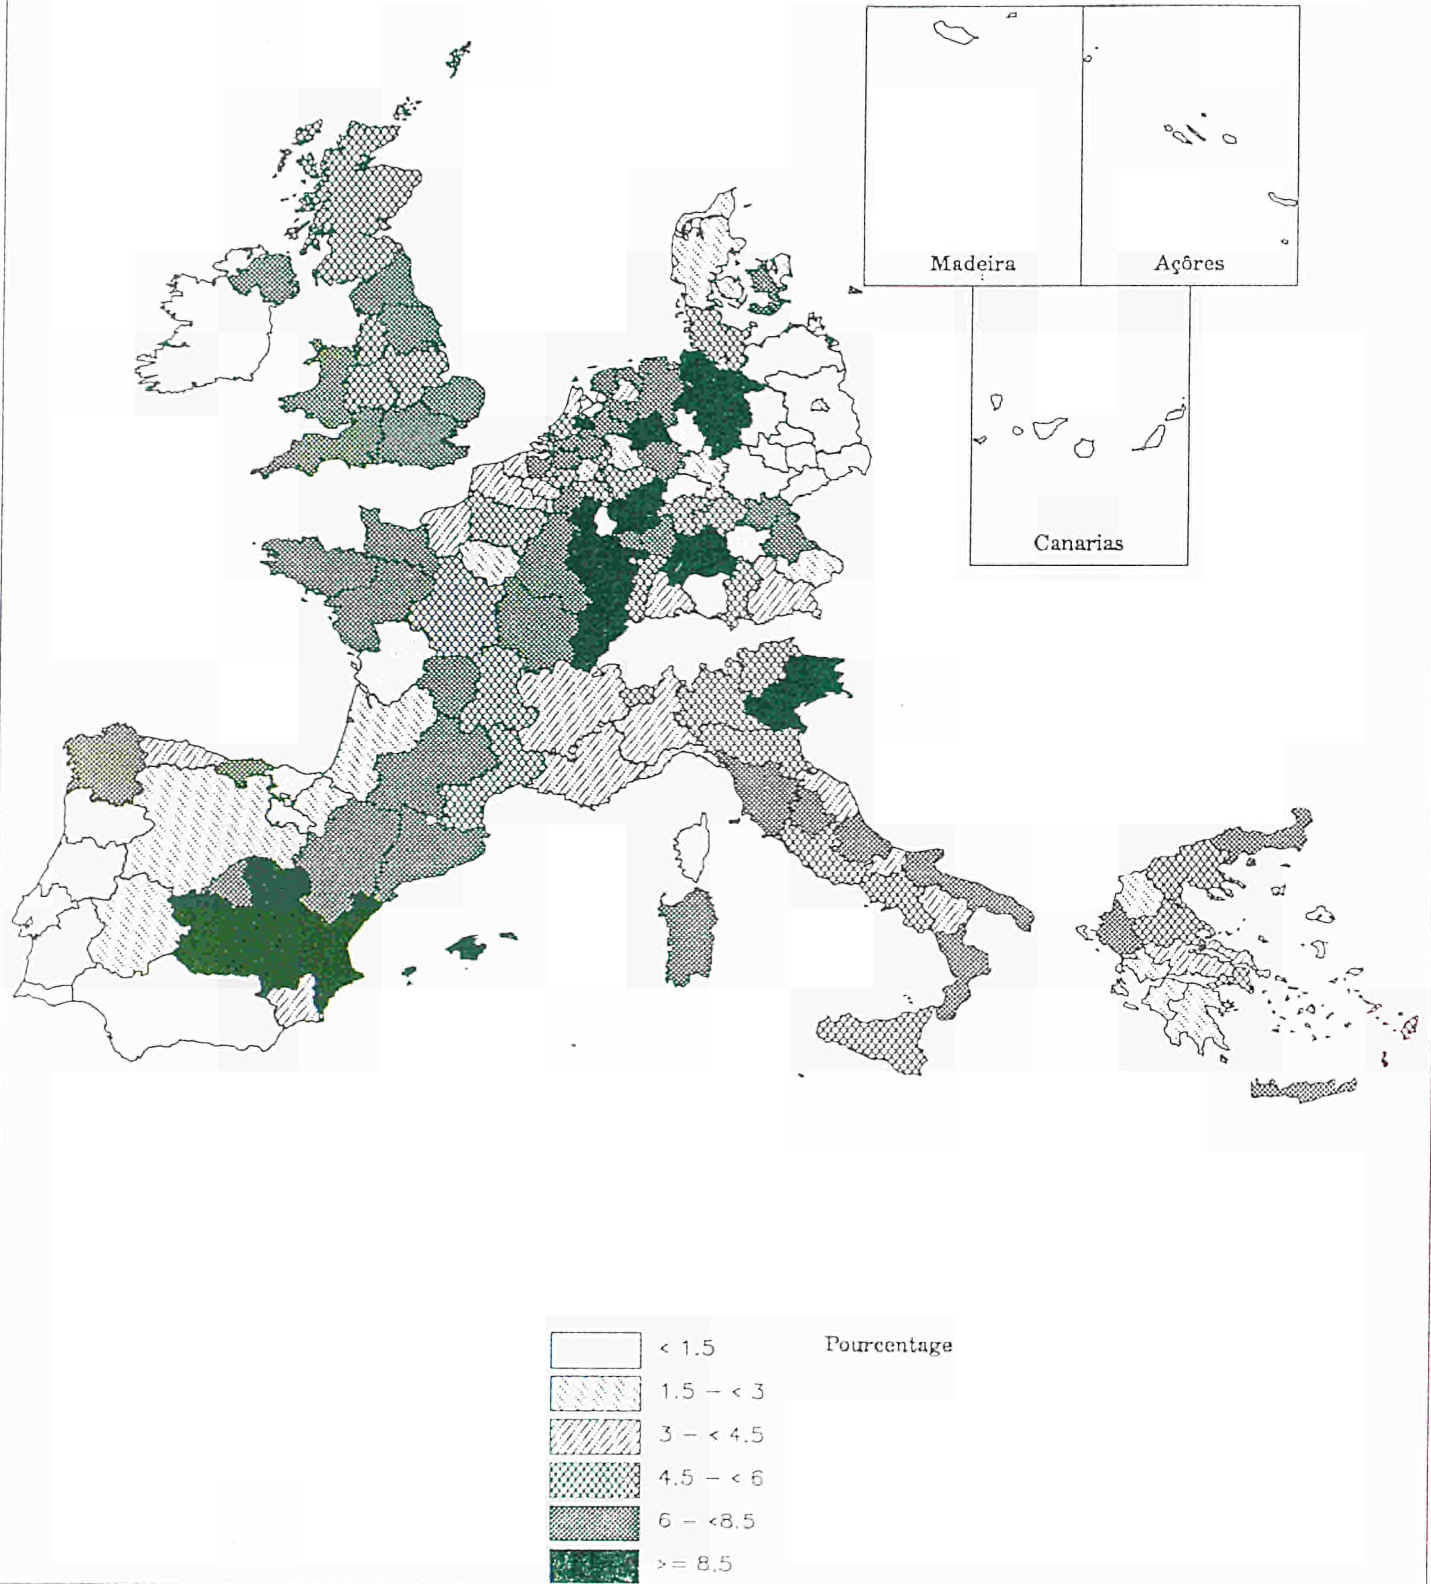 Madeira
Açôres
Canarias
Pourcentage
< 1.5
1.5 - < 3
3 - < 4.5
4.5 - < 6
6 - <8.5
>= 8.5